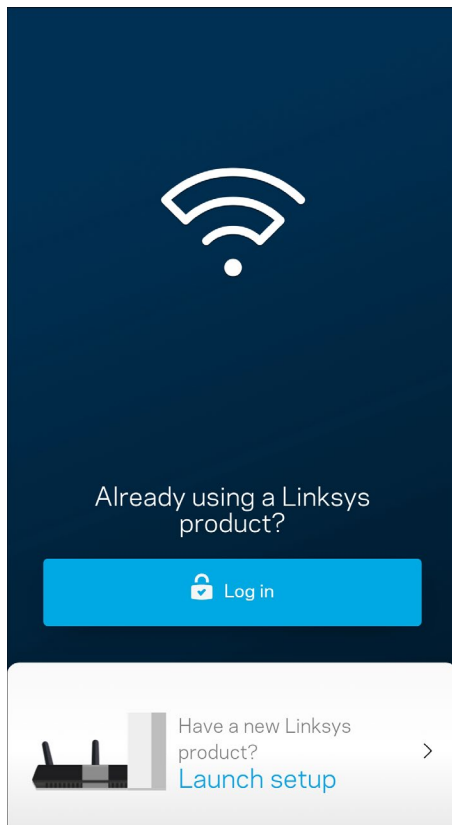 Already using a Linksys
product?
Log in
Have a new Linksys
product?
Launch setup